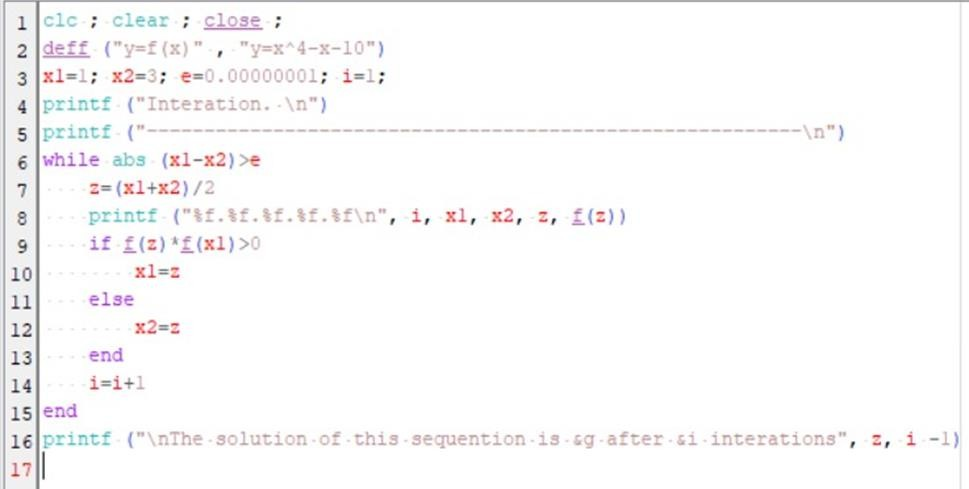 1 clc ; clear ; close ;
2 deff ("y=f(x)" , "y=x^4-x-10")
3 x1=1; x2=3; e=0.00000001; i=1;
4 printf ("Interation. \n")
5 printf ("--------------------------------------------------------\n")
6 while abs (x1-x2)>e
7 z=(x1+x2)/2
8 printf ("%f.%f.%f.%f.%f\n", i, x1, x2, z, f(z))
9 if f(z)*f(x1)>0
10 x1=z
11 else
12 x2=z
13 end
14 i=i+1
15 end
16 printf ("\nThe solution of this sequention is &g after &i interations", z, i -1)
17